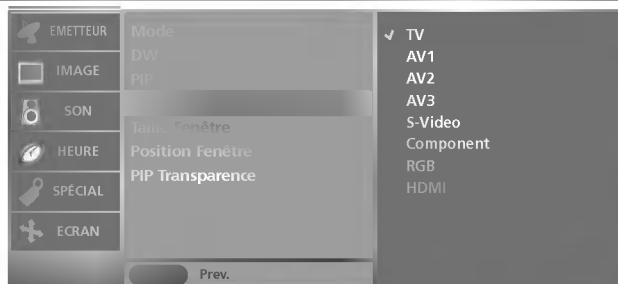 EMETTEUR
IMAGE
SON
HEURE
SPÉCIAL
ECRAN
Mode
DW
PIP
Taille Fenêtre
Position Fenêtre
PIP Transparence
Prev.
TV
AV1
AV2
AV3
S-Video
Component
RGB
HDMI